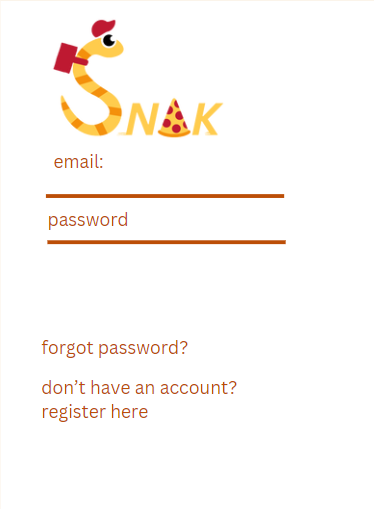 SNAK
email:
password
forgot password?
don't have an account?
register here